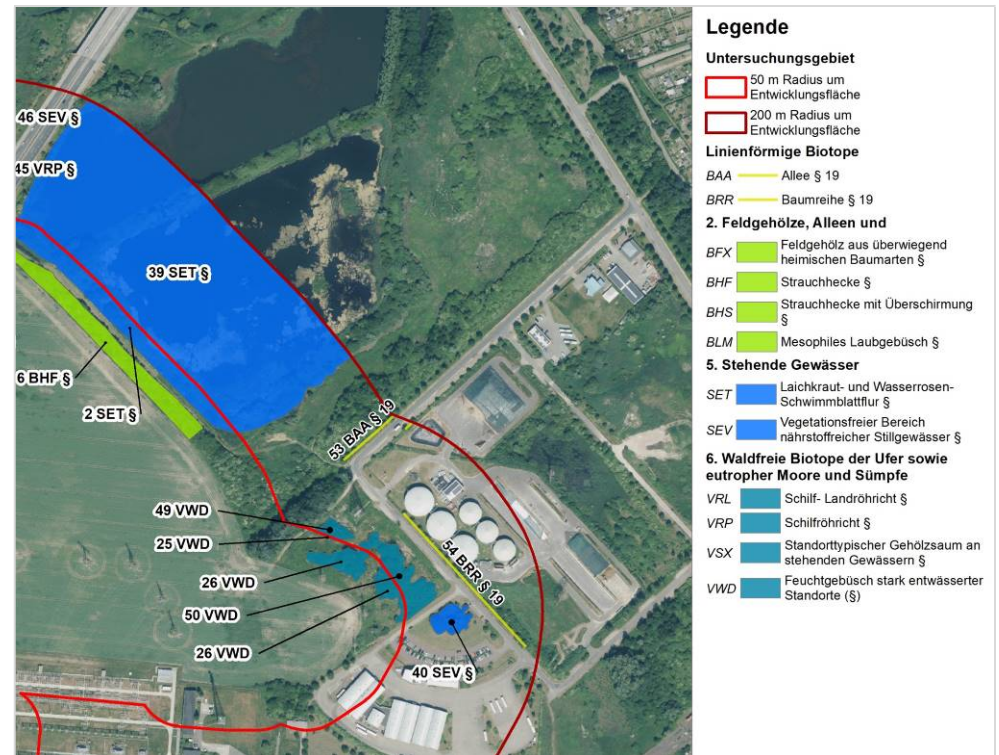 46 SEV §
45 VRP §
39 SET §
6 BHF §
2 SET §
53 BAA § 19
49 VWD
25 VWD
54 BRR § 19
26 VWD
50 VWD
26 VWD
40 SEV §
Legende
Untersuchungsgebiet
50 m Radius um
Entwicklungsfläche
200 m Radius um
Entwicklungsfläche
Linienförmige Biotope
BAA Allee § 19
BRR Baumreihe § 19
2. Feldgehölze, Alleen und
BFX Feldgehölz aus überwiegend
heimischen Baumarten §
BHF Strauchhecke §
BHS Strauchhecke mit Überschirmung
§
BLM Mesophiles Laubgebüsch §
5. Stehende Gewässer
SET Laichkraut- und Wasserrosen-
Schwimmblattflur §
SEV Vegetationsfreier Bereich
nährstoffreicher Stillgewässer §
6. Waldfreie Biotope der Ufer sowie
eutropher Moore und Sümpfe
VRL Schilf- Landröhricht §
VRP Schilfröhricht §
VSX Standorttypischer Gehölzsaum an
stehenden Gewässern §
VWD Feuchtgebüsch stark entwässerter
Standorte (§)